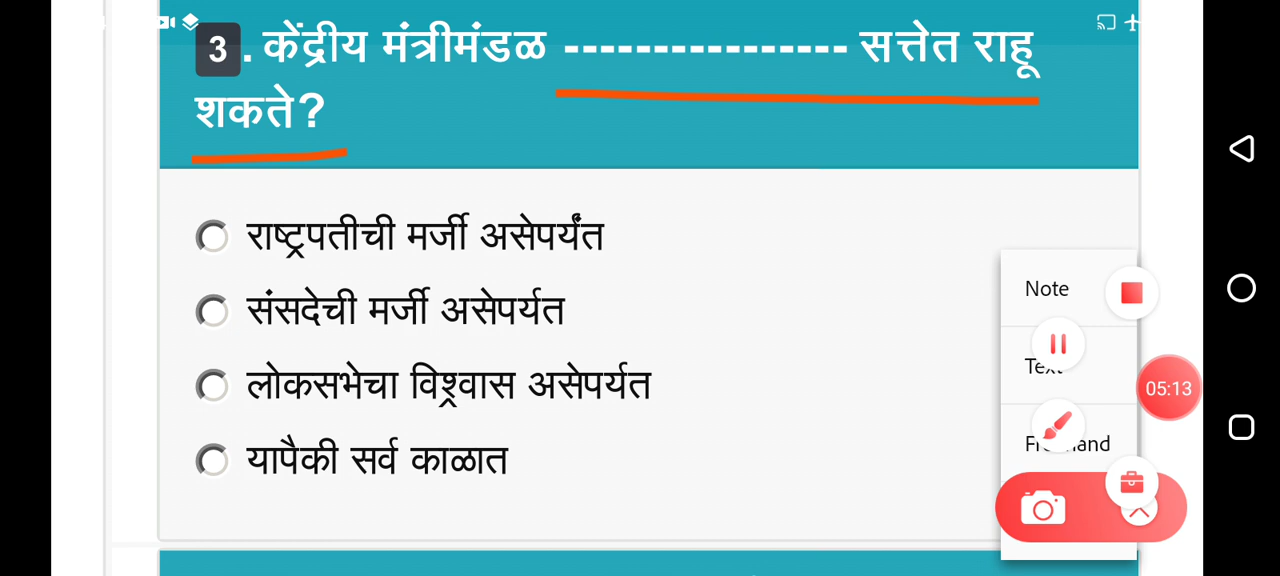 3. केंद्रीय मंत्रीमंडळ ---------------- सत्तेत राहू
शकते?
राष्ट्रपतीची मर्जी असेपर्यंत
संसदेची मर्जी असेपर्यत
लोकसभेचा विश्वास असेपर्यत
यापैकी सर्व काळात
Note
05:13